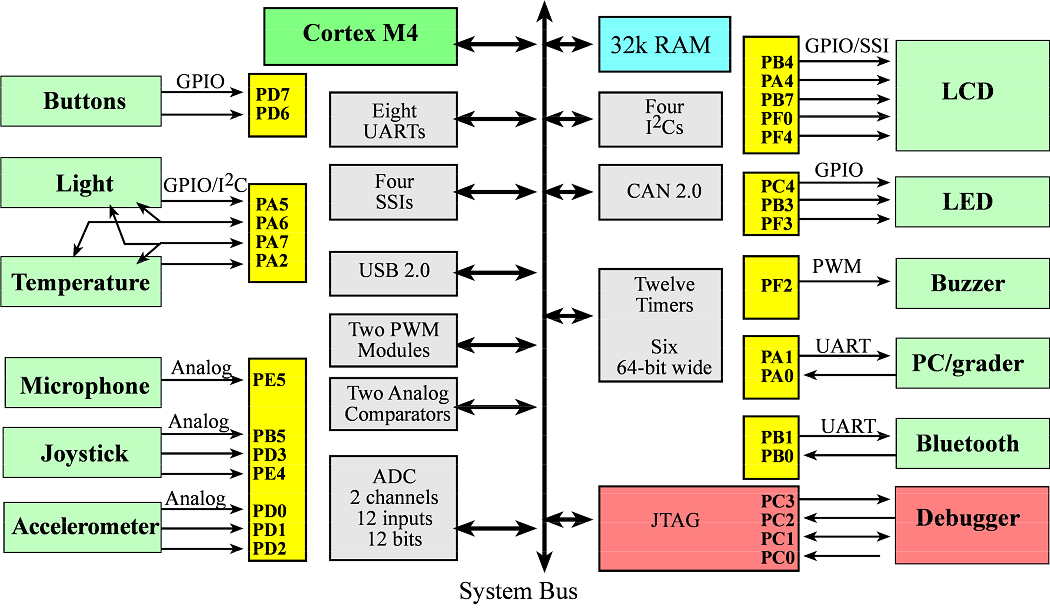 Cortex M4
32k RAM
Buttons
GPIO
PD7
PD6
Light
GPIO/I2C
PA5
PA6
PA7
PA2
Temperature
Microphone
Analog
PE5
Joystick
Analog
PB5
PD3
PE4
Accelerometer
Analog
PD0
PD1
PD2
Eight
UARTs
Four
SSIs
USB 2.0
Two PWM
Modules
Two Analog
Comparators
ADC
2 channels
12 inputs
12 bits
Four
I2Cs
CAN 2.0
Twelve
Timers
Six
64-bit wide
JTAG
PC3
PC2
PC1
PC0
Debugger
GPIO/SSI
PB4
PA4
PB7
PF0
PF4
LCD
GPIO
PC4
PB3
PF3
LED
PWM
PF2
Buzzer
UART
PA1
PA0
PC/grader
UART
PB1
PB0
Bluetooth
System Bus